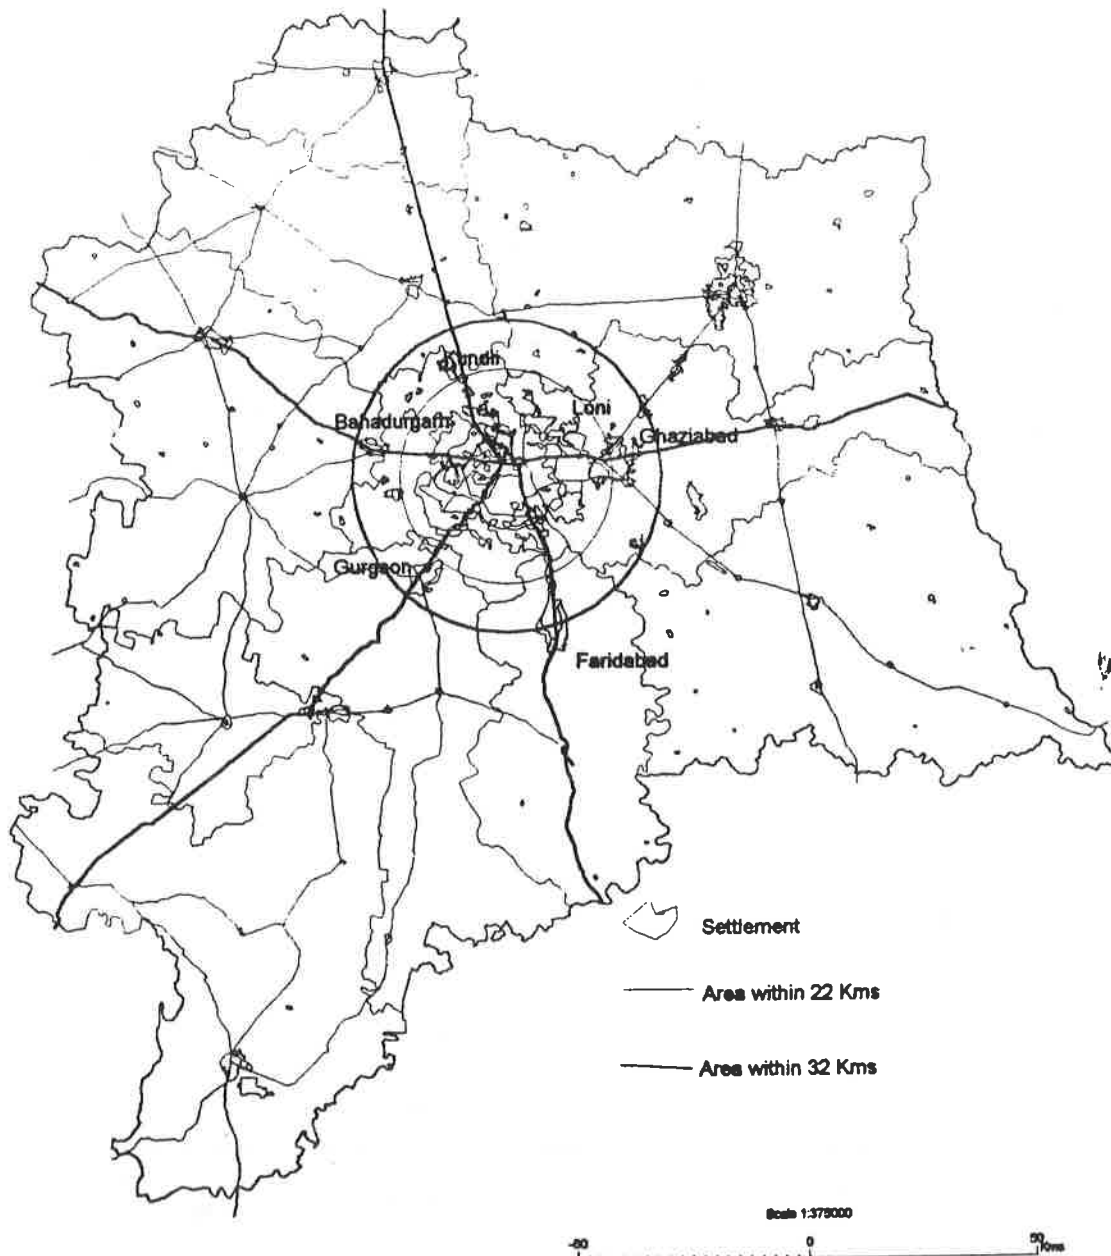 Kundli
Loni
Bahadurgarh
Ghaziabad
Gurgaon
Faridabad
Settlement
Area within 22 Kms
Area within 32 Kms
Scale 1:375000
-50 0 50
Kms